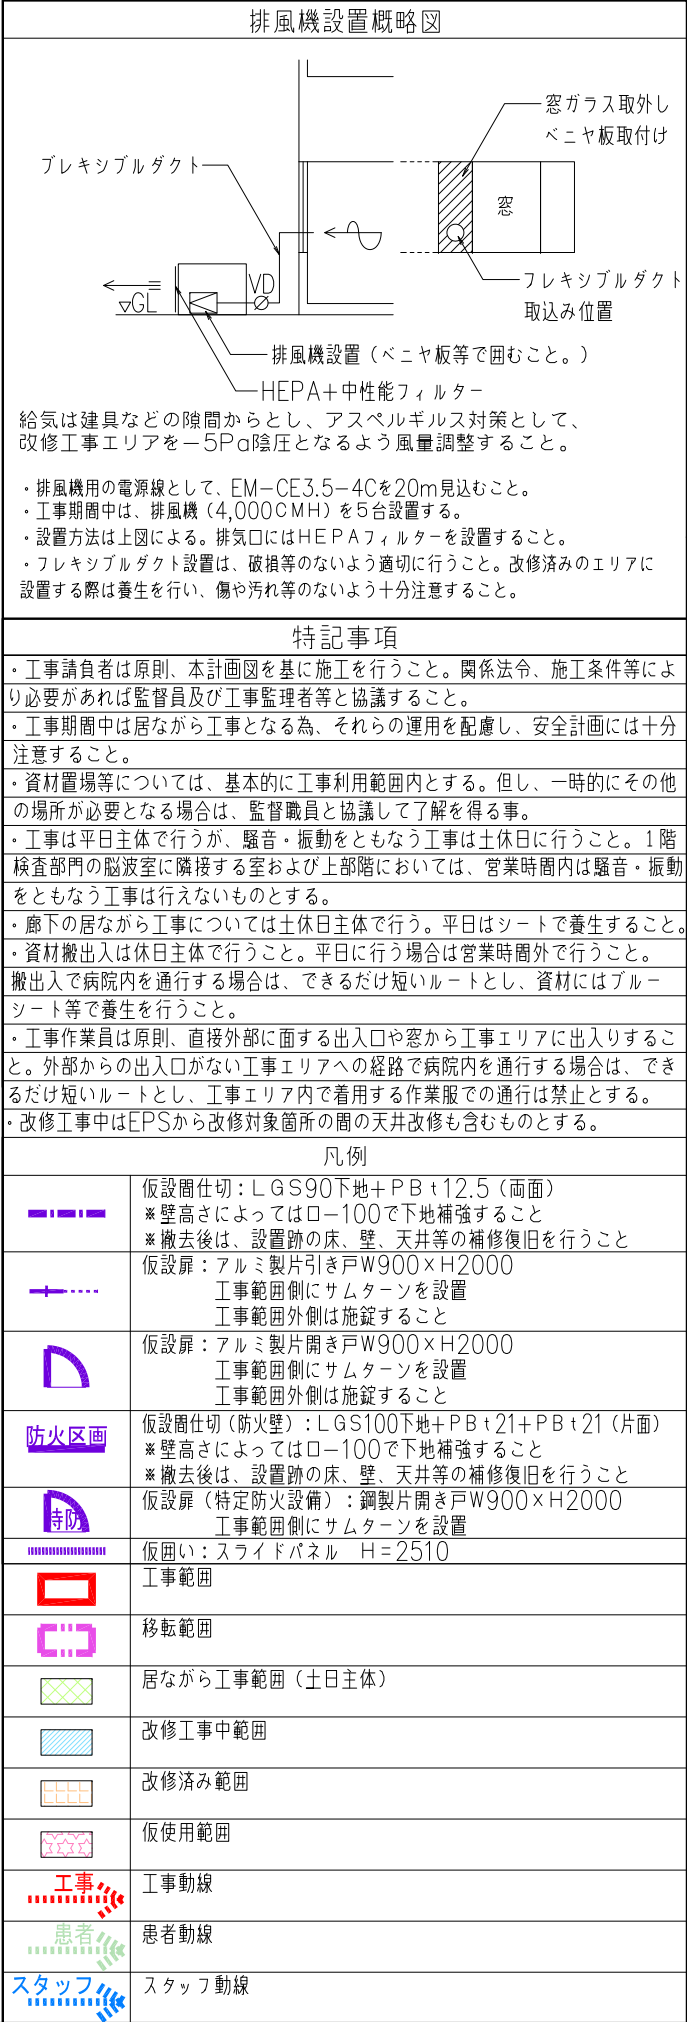 排風機設置概略図
窓ガラス取外し
ベニヤ板取付け
ブレキシブルダクト
窓
フレキシブルダクト
取込み位置
VD
▽GL
排風機設置（ベニヤ板等で囲むこと。）
HEPA＋中性能フィルター
給気は建具などの隙間からとし、アスペルギルス対策として、
改修工事エリアを－5Pa陰圧となるよう風量調整すること。
・排風機用の電源線として、EM－CE3.5－4Cを20m見込むこと。
・工事期間中は、排風機（4,000CMH）を5台設置する。
・設置方法は上図による。排気口にはHEPAフィルターを設置すること。
・フレキシブルダクト設置は、破損等のないよう適切に行うこと。改修済みのエリアに
設置する際は養生を行い、傷や汚れ等のないよう十分注意すること。
特記事項
・工事請負者は原則、本計画図を基に施工を行うこと。関係法令、施工条件等によ
り必要があれば監督員及び工事監理者等と協議すること。
・工事期間中は居ながら工事となる為、それらの運用を配慮し、安全計画には十分
注意すること。
・資材置場等については、基本的に工事利用範囲内とする。但し、一時的にその他
の場所が必要となる場合は、監督職員と協議して了解を得る事。
・工事は平日主体で行うが、騒音・振動をともなう工事は土休日に行うこと。1階
検査部門の脳波室に隣接する室および上部階においては、営業時間内は騒音・振動
をともなう工事は行えないものとする。
・廊下の居ながら工事については土休日主体で行う。平日はシートで養生すること。
・資材搬出入は休日主体で行うこと。平日に行う場合は営業時間外で行うこと。
搬出入で病院内を通行する場合は、できるだけ短いルートとし、資材にはブルー
シート等で養生を行うこと。
・工事作業員は原則、直接外部に面する出入口や窓から工事エリアに出入りするこ
と。外部からの出入口がない工事エリアへの経路で病院内を通行する場合は、でき
るだけ短いルートとし、工事エリア内で着用する作業服での通行は禁止とする。
・改修工事中はEPSから改修対象箇所の間の天井改修も含むものとする。
凡例
仮設間仕切：LGS90下地＋PBt12.5（両面）
※壁高さによっては口－100で下地補強すること
※撤去後は、設置跡の床、壁、天井等の補修復旧を行うこと
仮設扉：アルミ製片引き戸W900×H2000
工事範囲側にサムターンを設置
工事範囲外側は施錠すること
仮設扉：アルミ製片開き戸W900×H2000
工事範囲側にサムターンを設置
工事範囲外側は施錠すること
防火区画
仮設間仕切（防火壁）：LGS100下地＋PBt21＋PBt21（片面）
※壁高さによっては口－100で下地補強すること
※撤去後は、設置跡の床、壁、天井等の補修復旧を行うこと
特防
仮設扉（特定防火設備）：鋼製片開き戸W900×H2000
工事範囲側にサムターンを設置
仮囲い：スライドパネル　H＝2510
工事範囲
移転範囲
居ながら工事範囲（土日主体）
改修工事中範囲
改修済み範囲
仮使用範囲
工事
工事動線
患者
患者動線
スタッフ
スタッフ動線